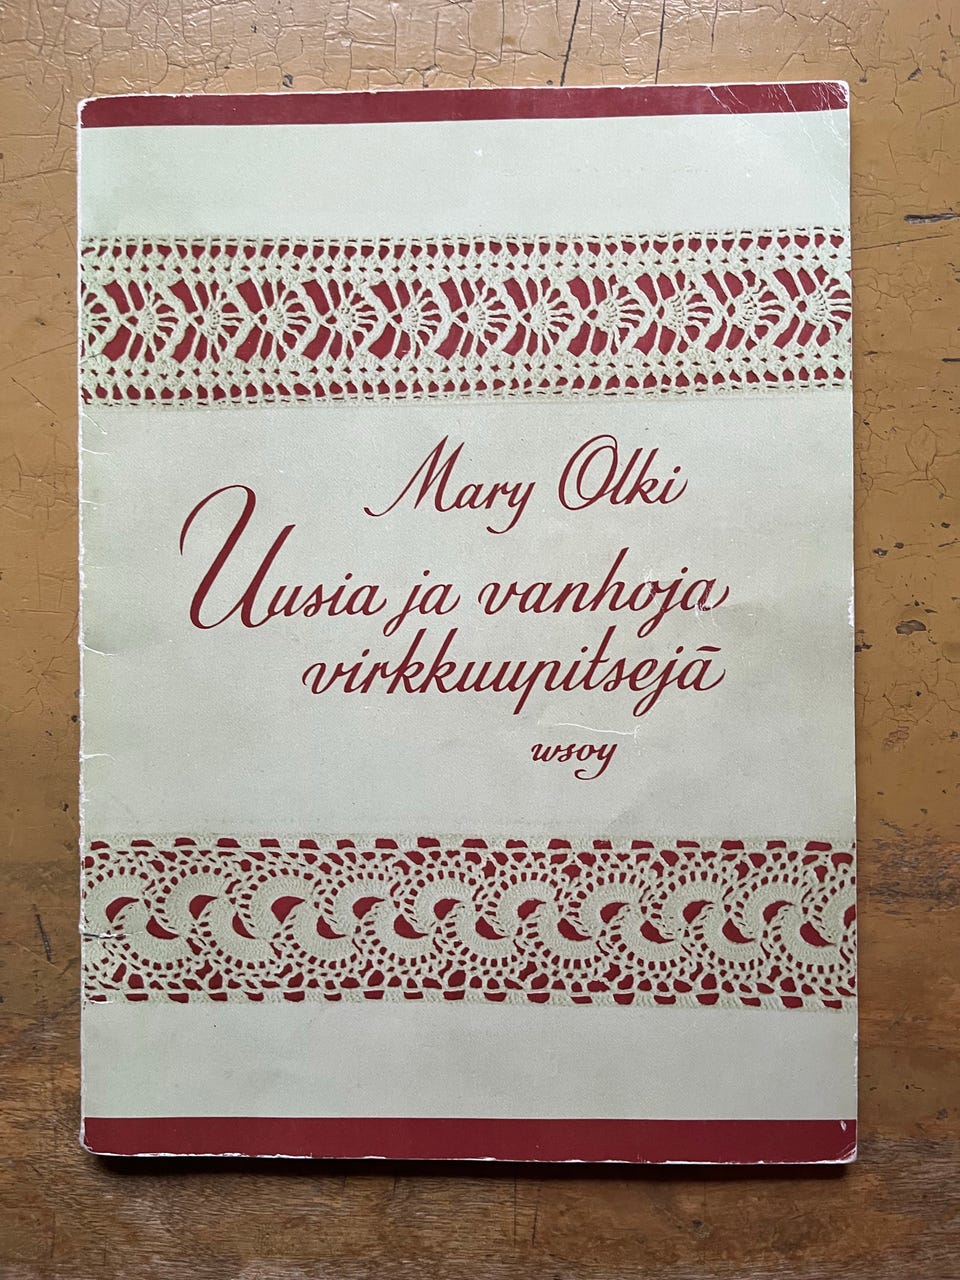 Mary Olki
Uusia ja vanhoja
virkkuupitsejä
wsoy